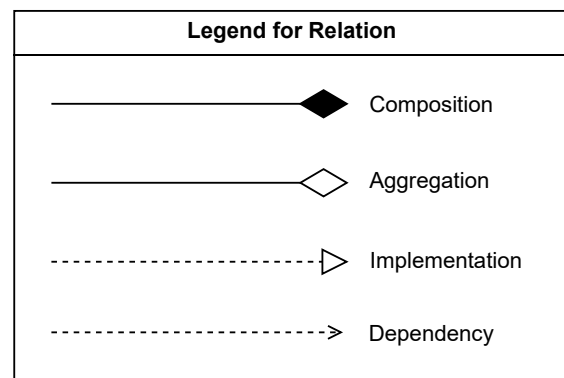 Legend for Relation
Composition
Aggregation
Implementation
Dependency